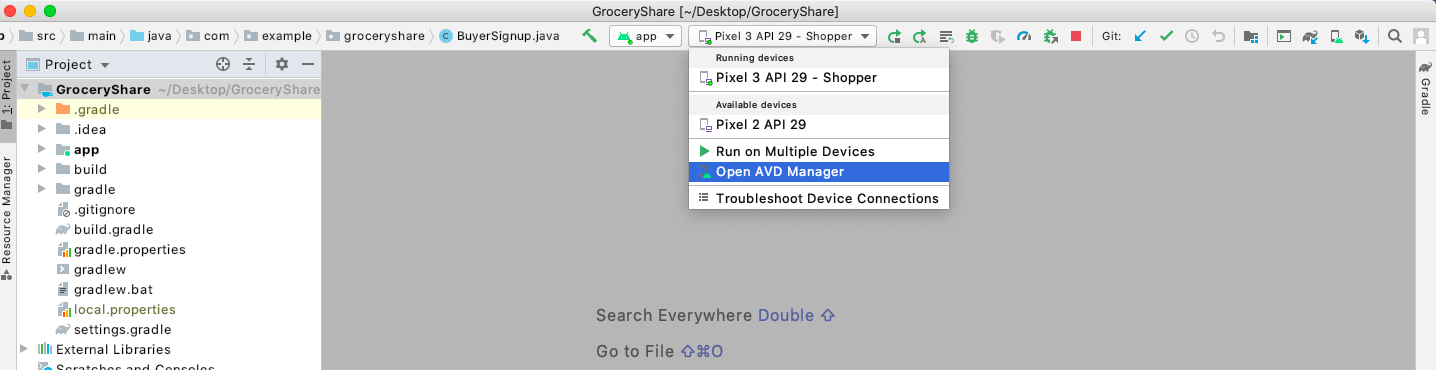 GroceryShare [~/Desktop/GroceryShare]
src main java com example groceryshare BuyerSignup.java app Pixel 3 API 29 - Shopper Git:
1: Project
Resource Manager
Project
GroceryShare ~/Desktop/GroceryShare
.gradle
.idea
app
build
gradle
.gitignore
build.gradle
gradle.properties
gradlew
gradlew.bat
local.properties
settings.gradle
External Libraries
Scratches and Consoles
Running devices
Pixel 3 API 29 - Shopper
Available devices
Pixel 2 API 29
Run on Multiple Devices
Open AVD Manager
Troubleshoot Device Connections
Search Everywhere Double ⇧
Go to File ⇧⌘O
Gradle